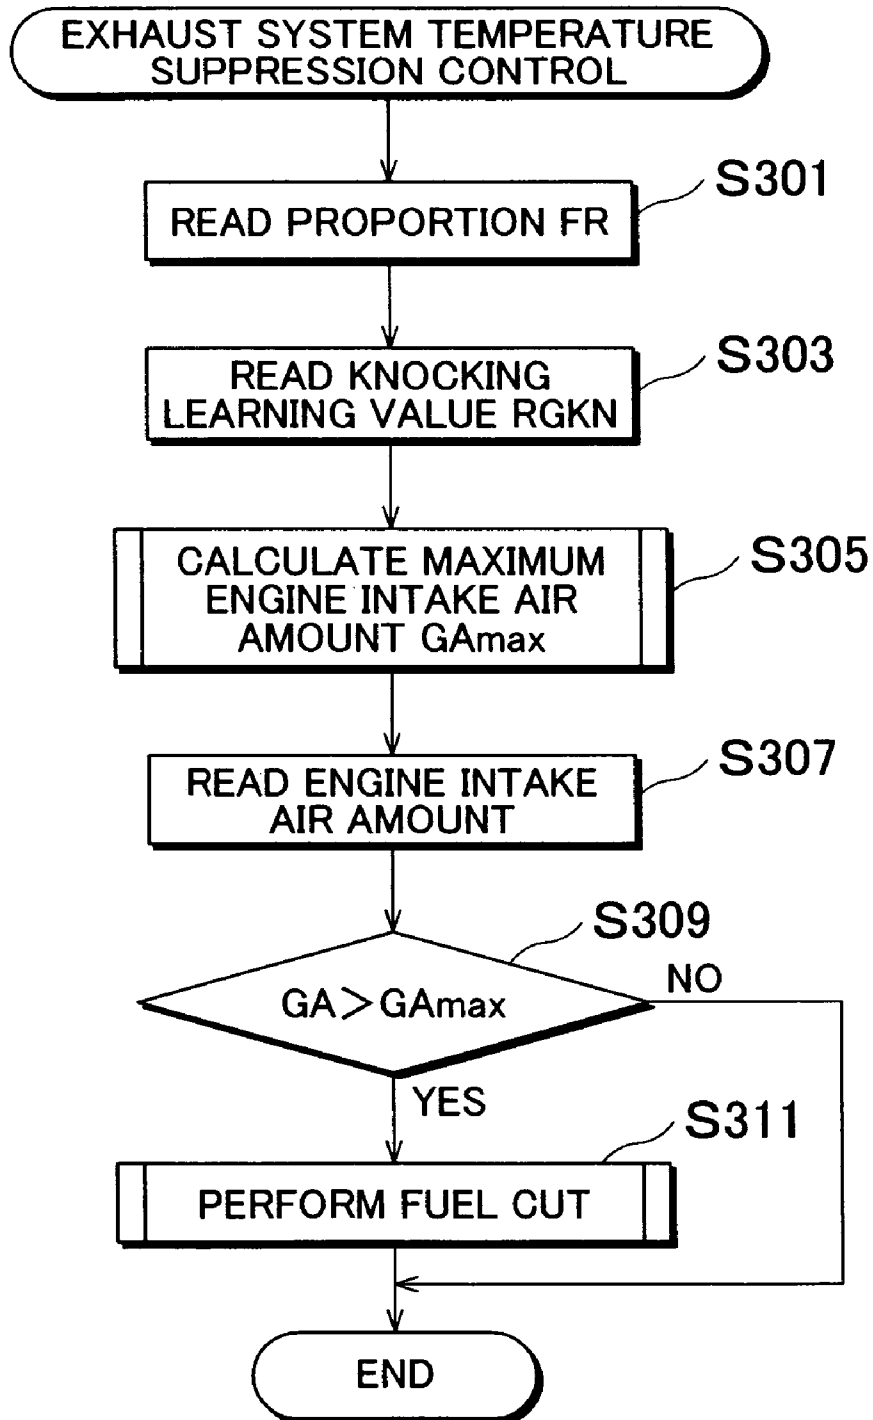 EXHAUST SYSTEM TEMPERATURE
SUPPRESSION CONTROL
S301
READ PROPORTION FR
S303
READ KNOCKING
LEARNING VALUE RGKN
S305
CALCULATE MAXIMUM
ENGINE INTAKE AIR
AMOUNT GAmax
S307
READ ENGINE INTAKE
AIR AMOUNT
S309
GA>GAmax
NO
YES
S311
PERFORM FUEL CUT
END